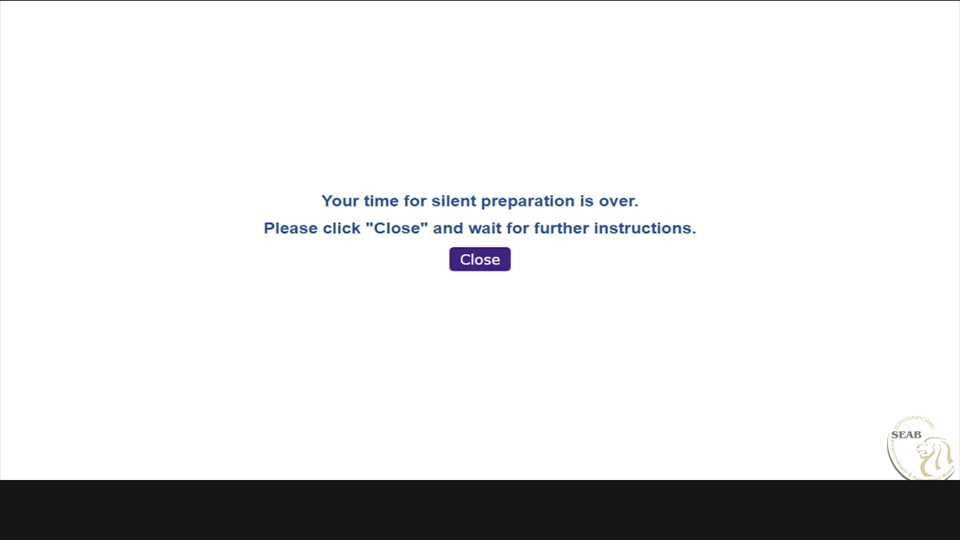 Your time for silent preparation is over.
Please click "Close" and wait for further instructions.
Close
SEAB